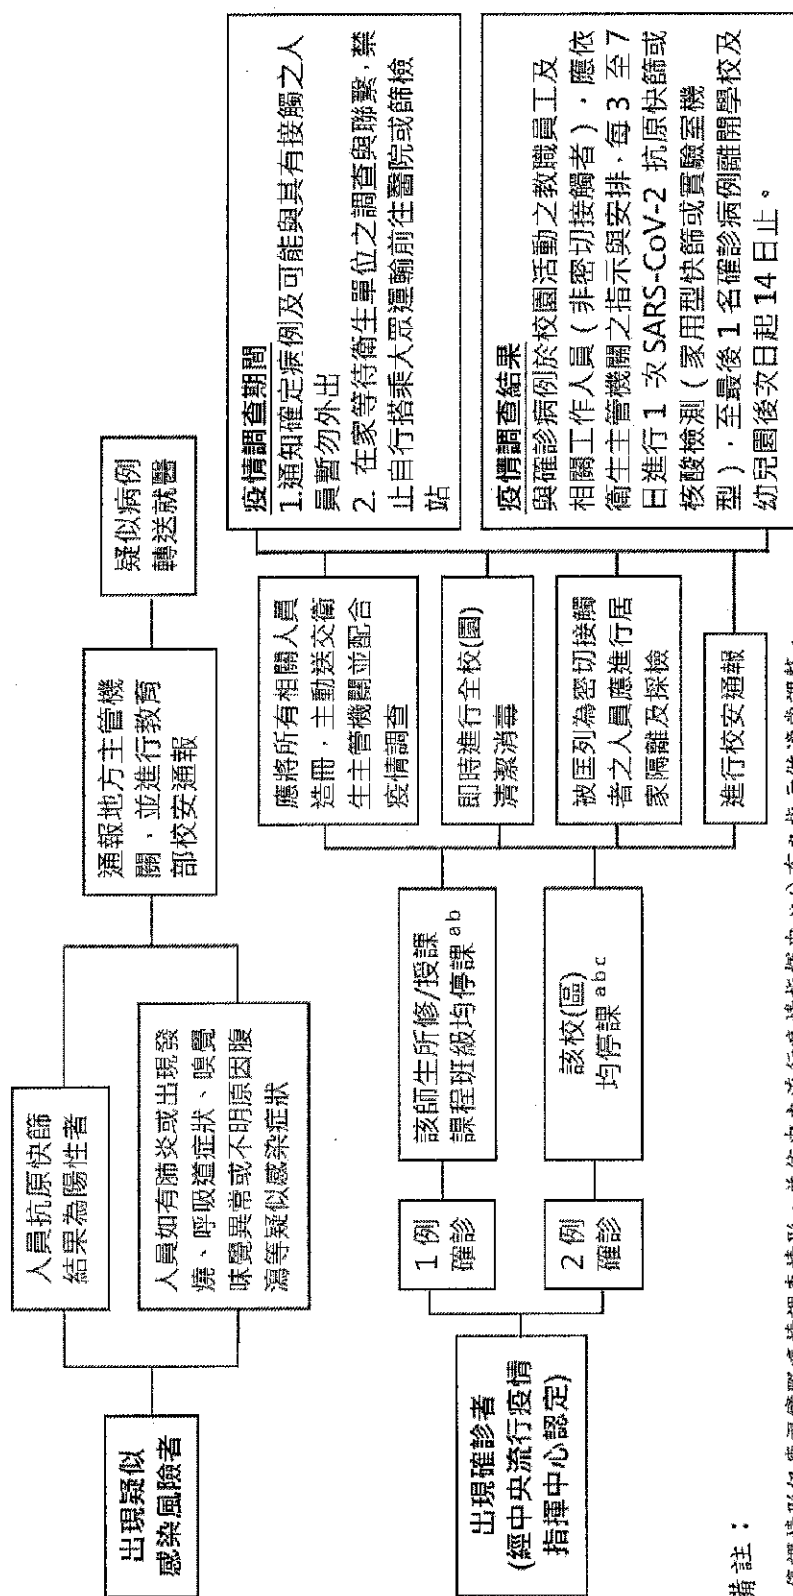 出現疑似
感染風險者
人員抗原快篩
結果為陽性者
人員如有肺炎或出現發
燒、呼吸道症狀、嗅覺
味覺異常或不明原因腹
瀉等疑似感染症狀
通報地方主管機
關，並進行教育
部校安通報
疑似病例
轉送就醫
出現確診者
(經中央流行疫情
指揮中心認定)
1 例
確診
2 例
確診
該師生所修/授課
課程班級均停課 ab
該校(區)
均停課 abc
應將所有相關人員
造冊，主動送交衛
生主管機關並配合
疫情調查
即時進行全校(園)
清潔消毒
被匡列為密切接觸
者之人員應進行居
家隔離及採檢
進行校安通報
疫情調查期間
1.通知確定病例及可能與其有接觸之人
員暫勿外出
2. 在家等待衛生單位之調查與聯繫，禁
止自行搭乘大眾運輸前往醫院或篩檢
站
疫情調查結果
與確診病例於校園活動之教職員工及
相關工作人員（非密切接觸者），應依
衛生主管機關之指示與安排，每 3 至 7
日進行 1 次 SARS-CoV-2 抗原快篩或
核酸檢測（家用型快篩或實驗室機
型），至最後 1 名確診病例離開學校及
幼兒園後次日起 14 日止。
備註：